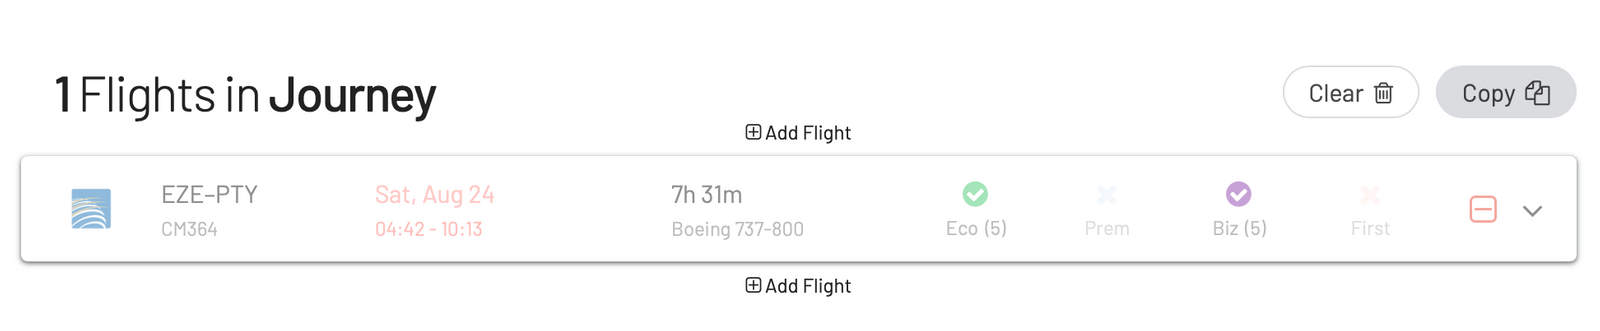 1 Flights in Journey
Clear
Copy
Add Flight
EZE-PTY
Sat, Aug 24
7h 31m
CM364
04:42 - 10:13
Boeing 737-800
Eco (5)
Prem
Biz (5)
First
Add Flight